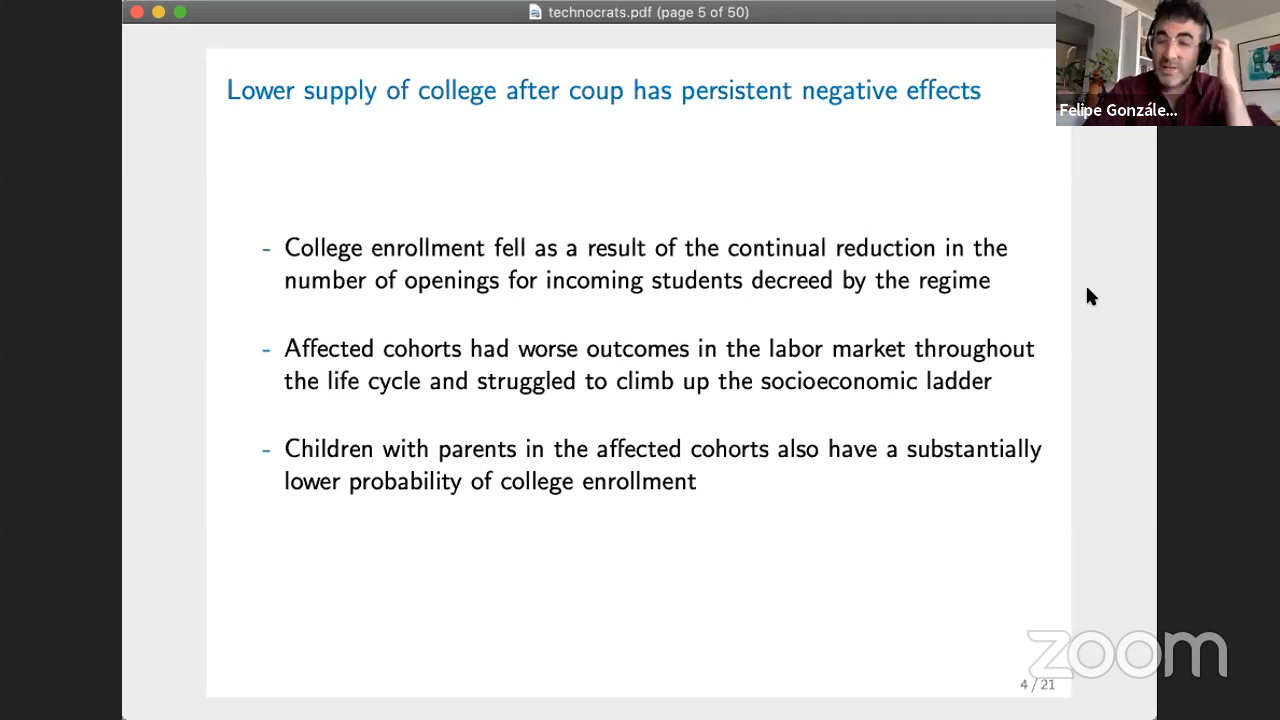 technocrats.pdf (page 5 of 50)
Lower supply of college after coup has persistent negative effects
Felipe Gonzále...
- College enrollment fell as a result of the continual reduction in the
number of openings for incoming students decreed by the regime
- Affected cohorts had worse outcomes in the labor market throughout
the life cycle and struggled to climb up the socioeconomic ladder
- Children with parents in the affected cohorts also have a substantially
lower probability of college enrollment
zoom
4 / 21